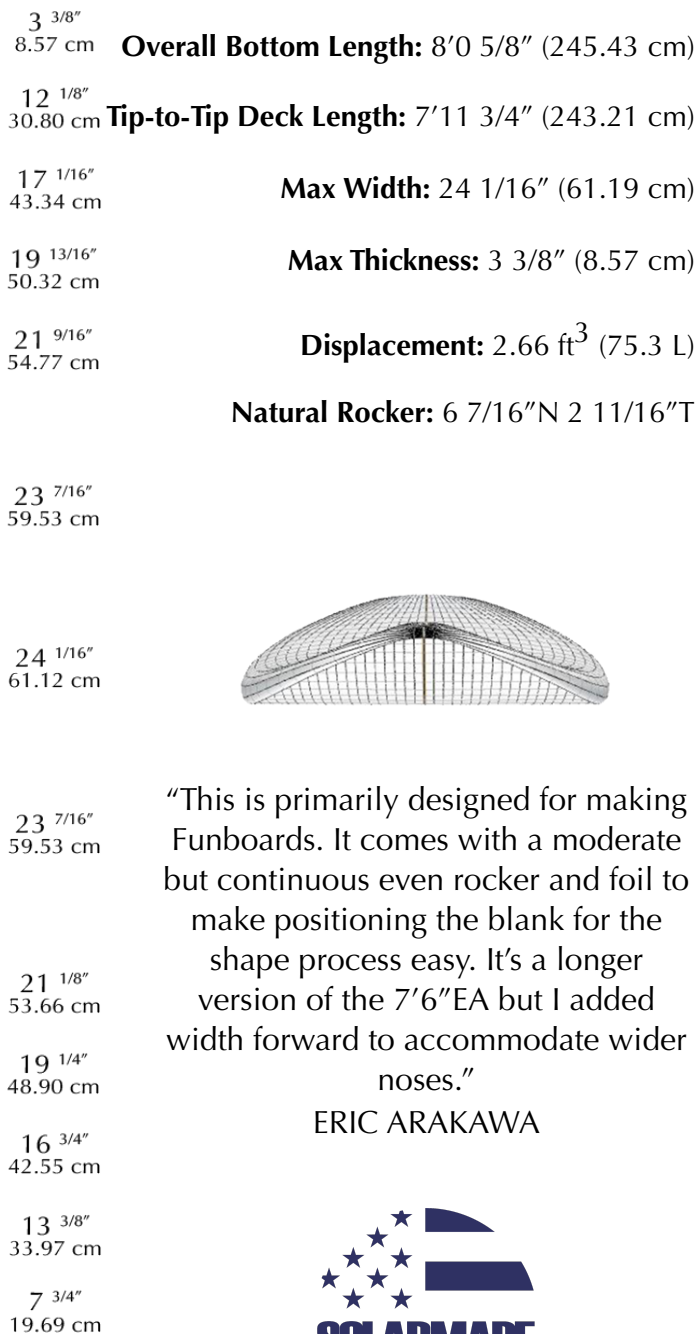 3 3/8″
8.57 cm
Overall Bottom Length: 8’0 5/8” (245.43 cm)
12 1/8″
30.80 cm
Tip-to-Tip Deck Length: 7’11 3/4” (243.21 cm)
17 1/16″
43.34 cm
Max Width: 24 1/16” (61.19 cm)
19 13/16″
50.32 cm
Max Thickness: 3 3/8” (8.57 cm)
21 9/16″
54.77 cm
Displacement: 2.66 ft3 (75.3 L)
Natural Rocker: 6 7/16”N 2 11/16”T
23 7/16″
59.53 cm
24 1/16″
61.12 cm
23 7/16″
59.53 cm
21 1/8″
53.66 cm
19 1/4″
48.90 cm
16 3/4″
42.55 cm
13 3/8″
33.97 cm
7 3/4″
19.69 cm
“This is primarily designed for making
Funboards. It comes with a moderate
but continuous even rocker and foil to
make positioning the blank for the
shape process easy. It’s a longer
version of the 7’6”EA but I added
width forward to accommodate wider
noses.”
ERIC ARAKAWA